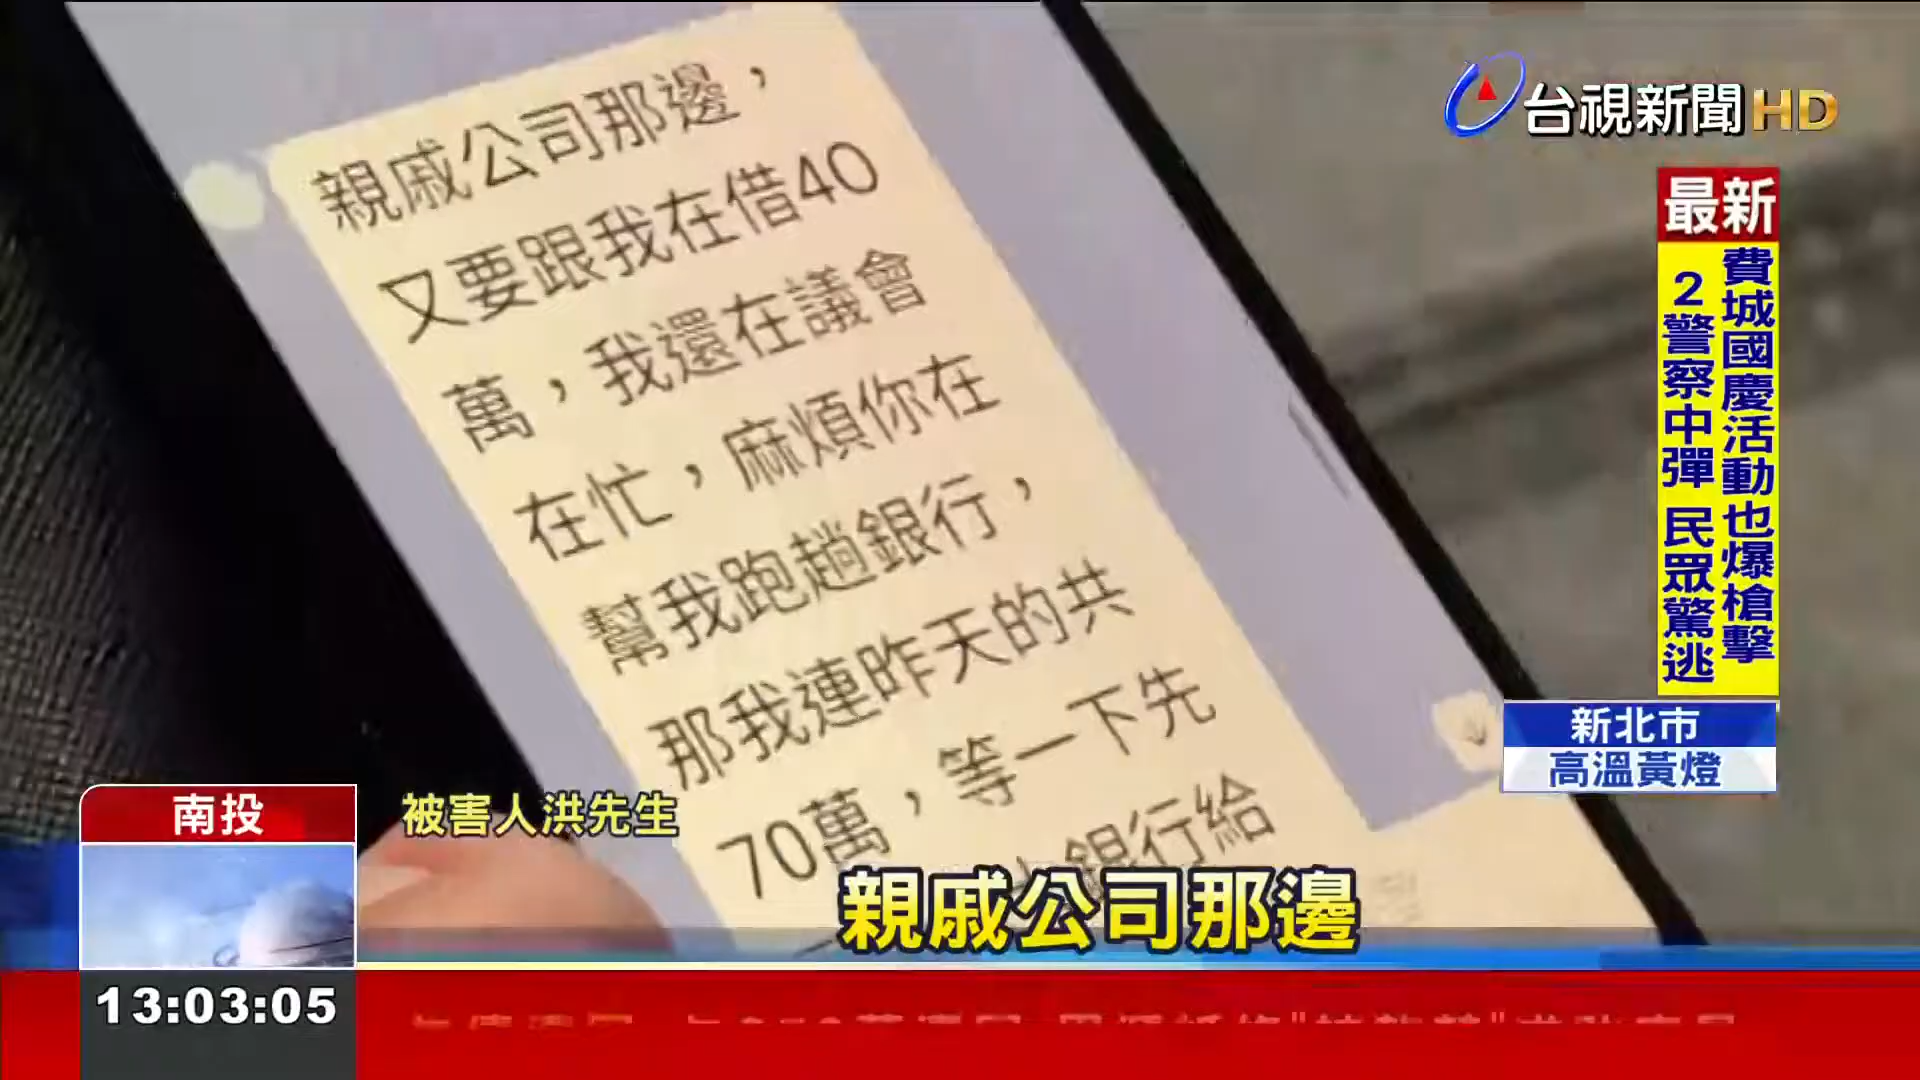 親戚公司那邊，
又要跟我在借40
萬，我還在議會
在忙，麻煩你在
幫我跑趟銀行，
那我連昨天的共
70萬，等一下先
銀行給
台視新聞HD
最新
費城國慶活動也爆槍擊
2警察中彈 民眾驚逃
新北市
高溫黃燈
南投
被害人洪先生
親戚公司那邊
13:03:05